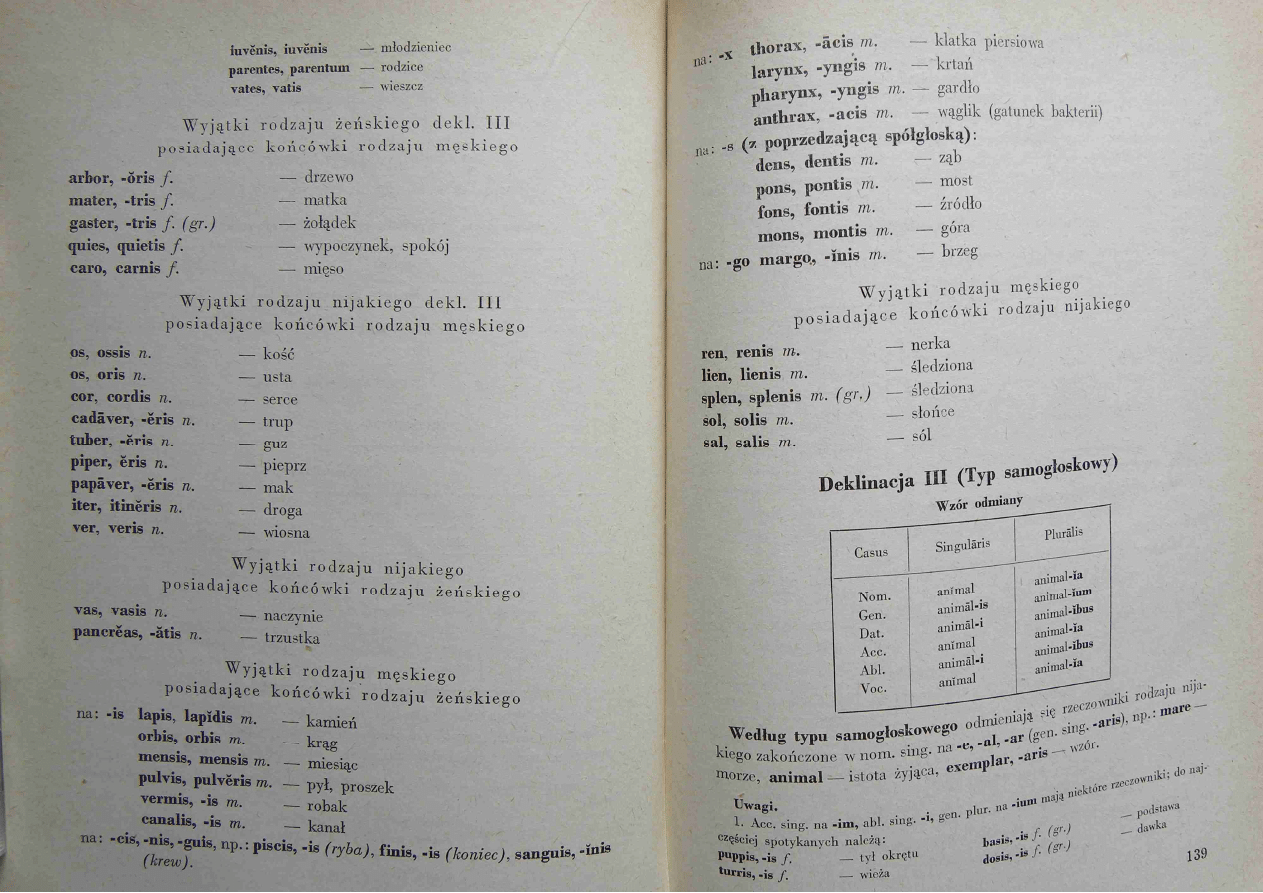 iuvĕnis, iuvĕnis — młodzieniec
parentes, parentum — rodzice
vates, vatis — wieszcz
Wyjątki rodzaju żeńskiego dekl. III
posiadające końcówki rodzaju męskiego
arbor, -ŏris f. — drzewo
mater, -tris f. — matka
gaster, -tris f. (gr.) — żołądek
quies, quietis f. — wypoczynek, spokój
caro, carnis f. — mięso
Wyjątki rodzaju nijakiego dekl. III
posiadające końcówki rodzaju męskiego
os, ossis n. — kość
os, oris n. — usta
cor, cordis n. — serce
cadāver, -ĕris n. — trup
tuber, -ĕris n. — guz
piper, ĕris n. — pieprz
papāver, -ĕris n. — mak
iter, itinĕris n. — droga
ver, veris n. — wiosna
Wyjątki rodzaju nijakiego
posiadające końcówki rodzaju żeńskiego
vas, vasis n. — naczynie
pancrĕas, -ătis n. — trzustka
Wyjątki rodzaju męskiego
posiadające końcówki rodzaju żeńskiego
na: -is lapis, lapĭdis m. — kamień
orbis, orbis m. — krąg
mensis, mensis m. — miesiąc
pulvis, pulvĕris m. — pył, proszek
vermis, -is m. — robak
canalis, -is m. — kanał
na: -cis, -nis, -guis, np.: piscis, -is (ryba), finis, -is (koniec), sanguis, -ĭnis
(krew).
na: -x thorax, -ācis m. — klatka piersiowa
larynx, -yngis m. — krtań
pharynx, -yngis m. — gardło
anthrax, -acis m. — wąglik (gatunek bakterii)
na: -s (z poprzedzającą spółgłoską):
dens, dentis m. — ząb
pons, pontis m. — most
fons, fontis m. — źródło
mons, montis m. — góra
na: -go margo, -ĭnis m. — brzeg
Wyjątki rodzaju męskiego
posiadające końcówki rodzaju nijakiego
ren, renis m. — nerka
lien, lienis m. — śledziona
splen, splenis m. (gr.) — śledziona
sol, solis m. — słońce
sal, salis m. — sól
Deklinacja III (Typ samogłoskowy)
Wzór odmiany
Casus Singulāris Plurālis
Nom. anĭmal animal-ĭa
Gen. animāl-is animal-ĭum
Dat. animāl-i animal-ĭbus
Acc. anĭmal animal-ĭa
Abl. animāl-i animal-ĭbus
Voc. anĭmal animal-ĭa
Według typu samogłoskowego odmieniają się rzeczowniki rodzaju nija-
kiego zakończone w nom. sing. na -e, -al, -ar (gen. sing. -aris), np.: mare —
morze, animal — istota żyjąca, exemplar, -aris — wzór.
Uwagi.
1. Acc. sing. na -im, abl. sing. -i, gen. plur. na -ium mają niektóre rzeczowniki; do naj-
częściej spotykanych należą:
puppis, -is f. — tył okrętu
turris, -is f. — wieża
basis, -is f. (gr.) — podstawa
dosis, -is f. (gr.) — dawka
139